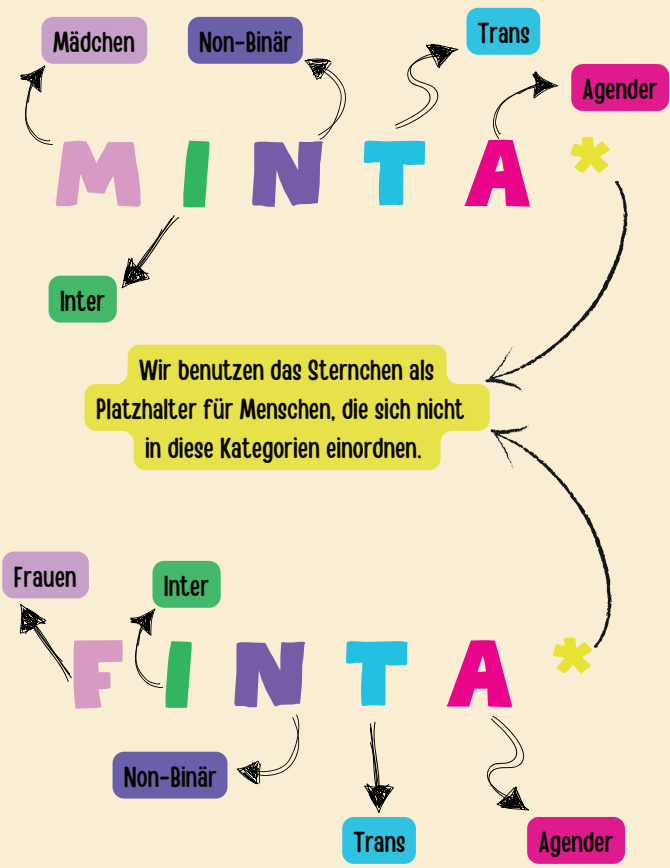 Mädchen
Non-Binär
Trans
Agender
MINTA*
Inter
Wir benutzen das Sternchen als
Platzhalter für Menschen, die sich nicht
in diese Kategorien einordnen.
Frauen
Inter
FINTA*
Non-Binär
Trans
Agender